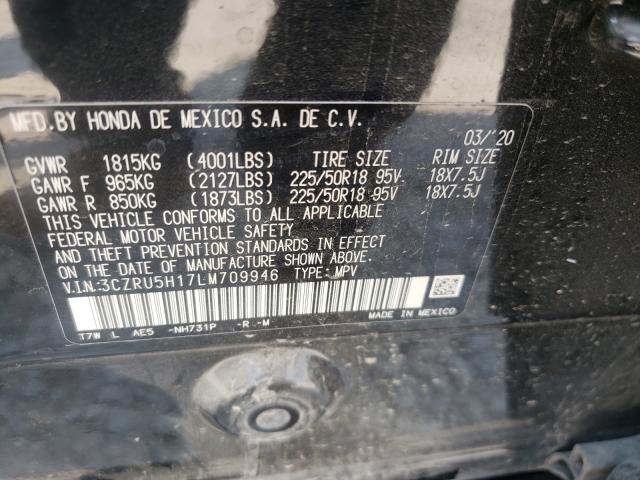 MFD.BY HONDA DE MEXICO S.A. DE C.V.
03/'20
GVWR 1815KG (4001LBS) TIRE SIZE RIM SIZE
GAWR F 965KG (2127LBS) 225/50R18 95V 18X7.5J
GAWR R 850KG (1873LBS) 225/50R18 95V 18X7.5J
THIS VEHICLE CONFORMS TO ALL APPLICABLE
FEDERAL MOTOR VEHICLE SAFETY
AND THEFT PREVENTION STANDARDS IN EFFECT
ON THE DATE OF MANUFACTURE SHOWN ABOVE.
V.I.N:3CZRU5H17LM709946 TYPE: MPV
T7W L AE5 -NH731P -R -M
MADE IN MEXICO